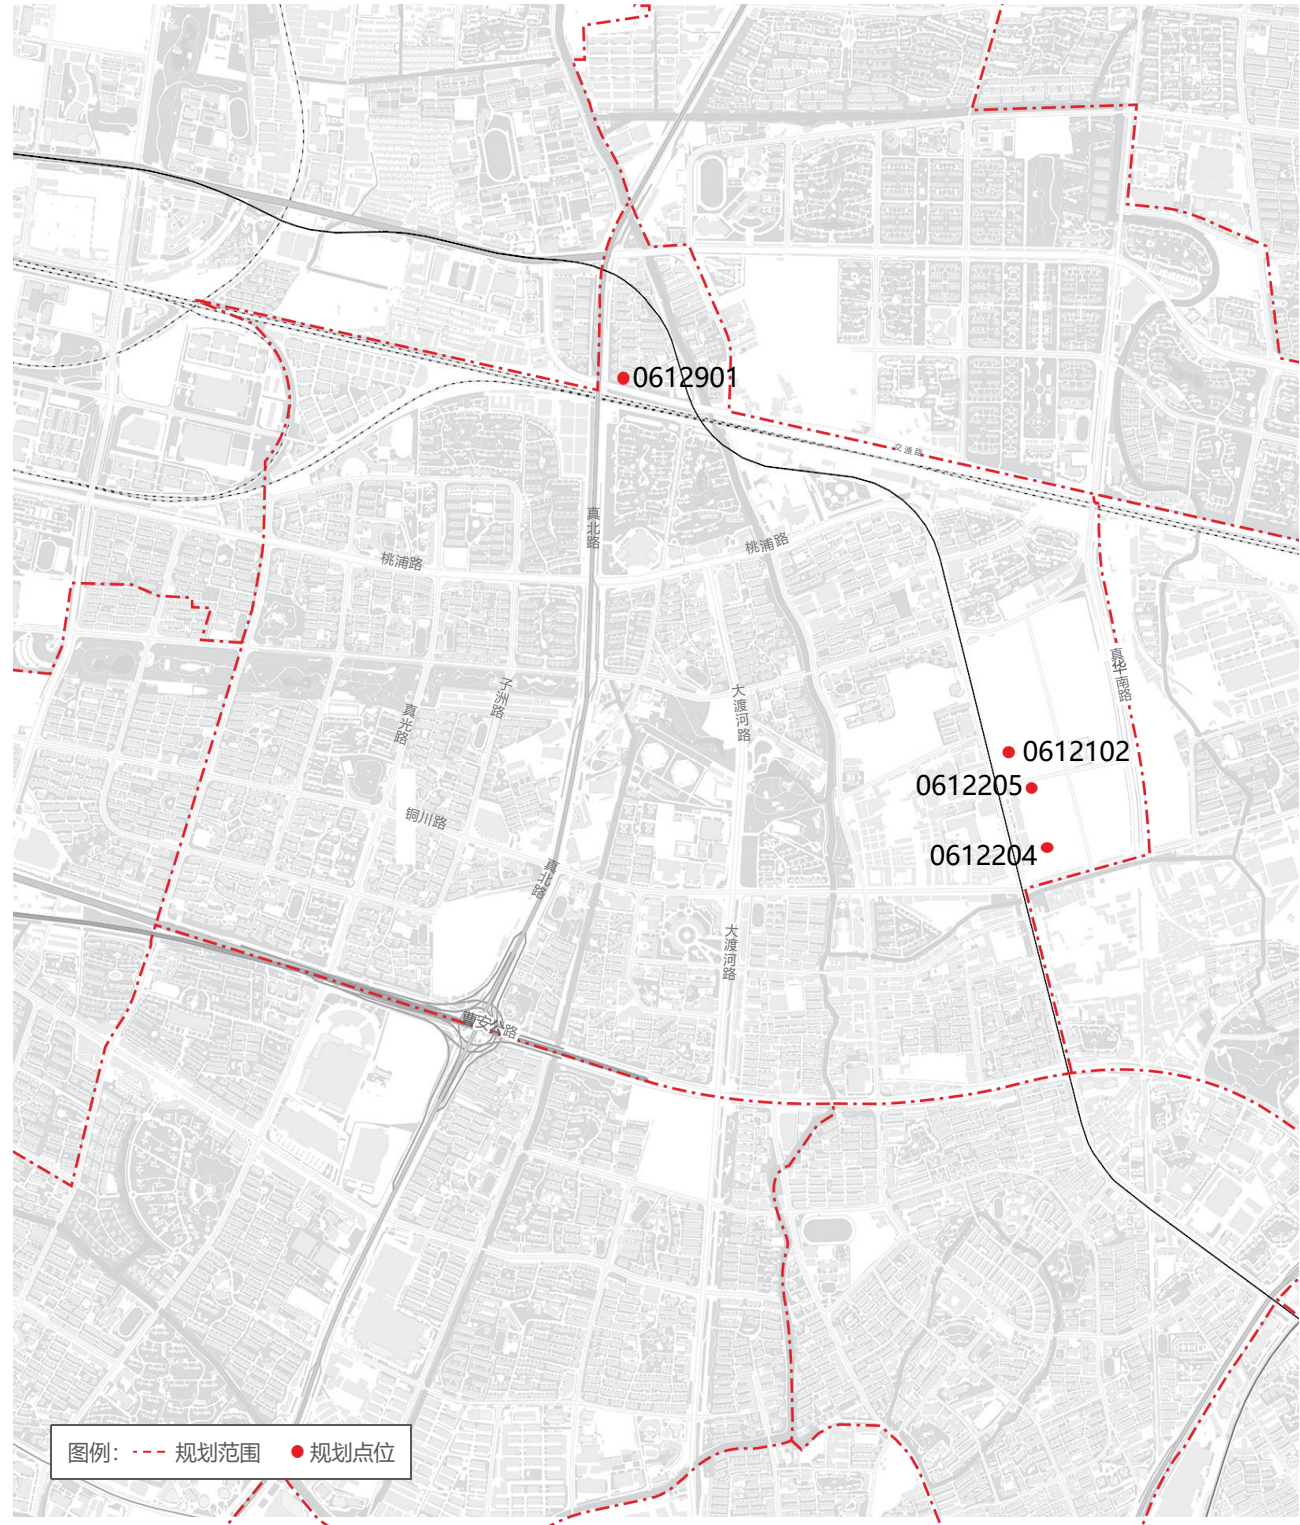 0612901
交通路
真北路
桃浦路
桃浦路
真华南路
子洲路
大渡河路
真光路
0612102
0612205
铜川路
0612204
真北路
大渡河路
曹安公路
图例： 规划范围 规划点位